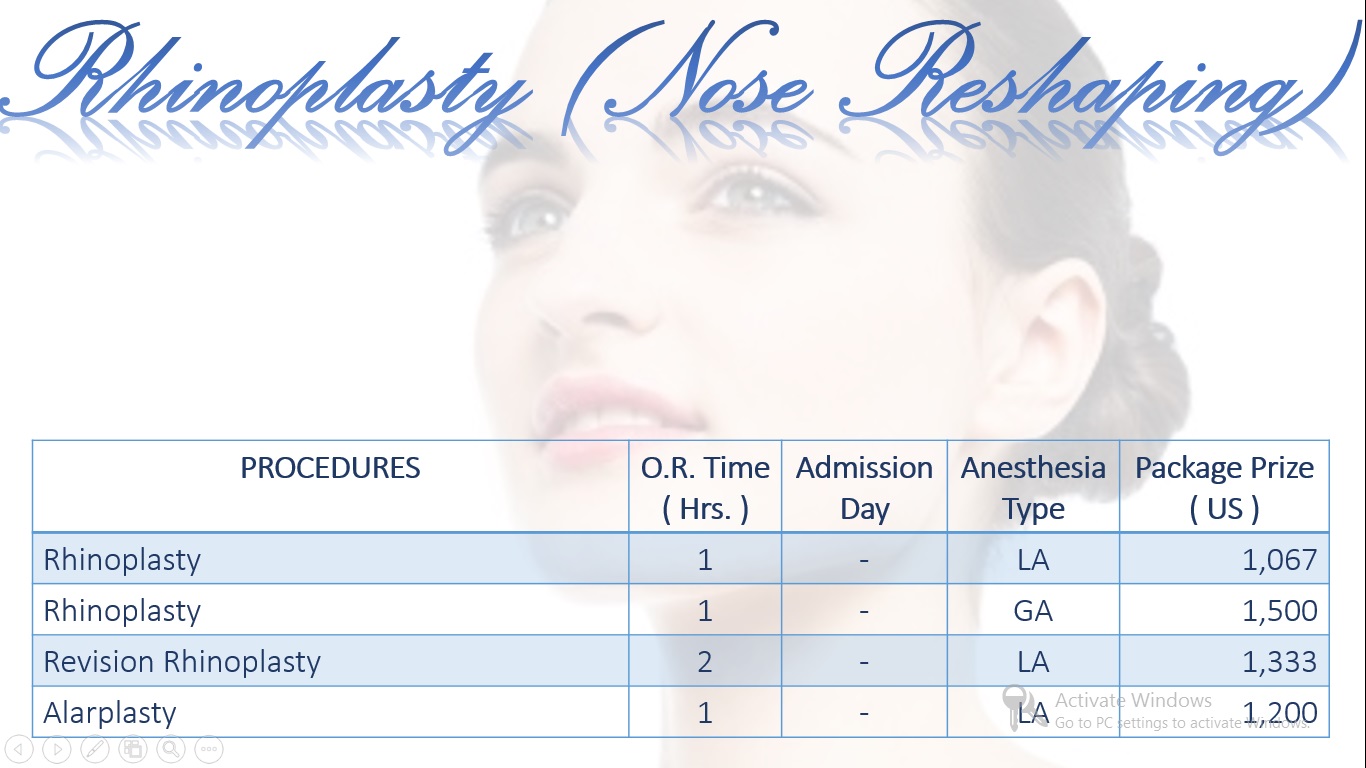 Rhinoplasty (Nose Reshaping)
PROCEDURES O.R. Time ( Hrs. ) Admission Day Anesthesia Type Package Prize ( US )
Rhinoplasty 1 - LA 1,067
Rhinoplasty 1 - GA 1,500
Revision Rhinoplasty 2 - LA 1,333
Alarplasty 1 - LA 1,200
Activate Windows
Go to PC settings to activate Windows.